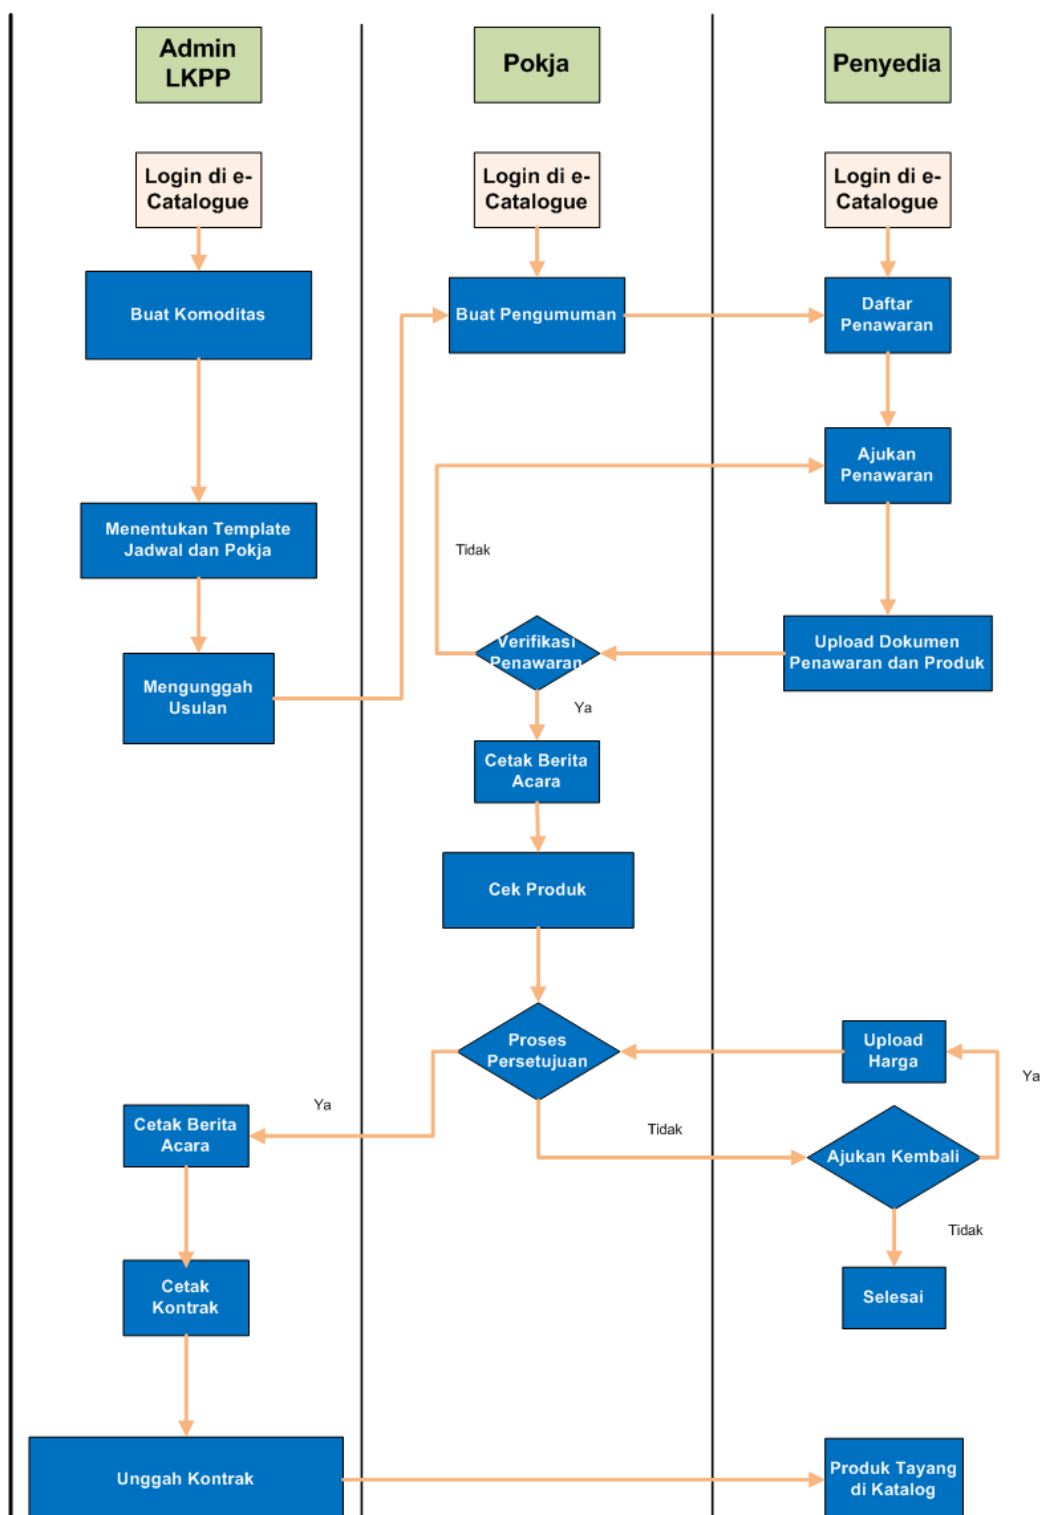 Admin
LKPP
Pokja
Penyedia
Login di e-
Catalogue
Login di e-
Catalogue
Login di e-
Catalogue
Buat Komoditas
Buat Pengumuman
Daftar
Penawaran
Ajukan
Penawaran
Menentukan Template
Jadwal dan Pokja
Tidak
Verifikasi
Penawaran
Upload Dokumen
Penawaran dan Produk
Mengunggah
Usulan
Ya
Cetak Berita
Acara
Cek Produk
Proses
Persetujuan
Upload
Harga
Ya
Ya
Cetak Berita
Acara
Tidak
Ajukan Kembali
Tidak
Cetak
Kontrak
Selesai
Unggah Kontrak
Produk Tayang
di Katalog